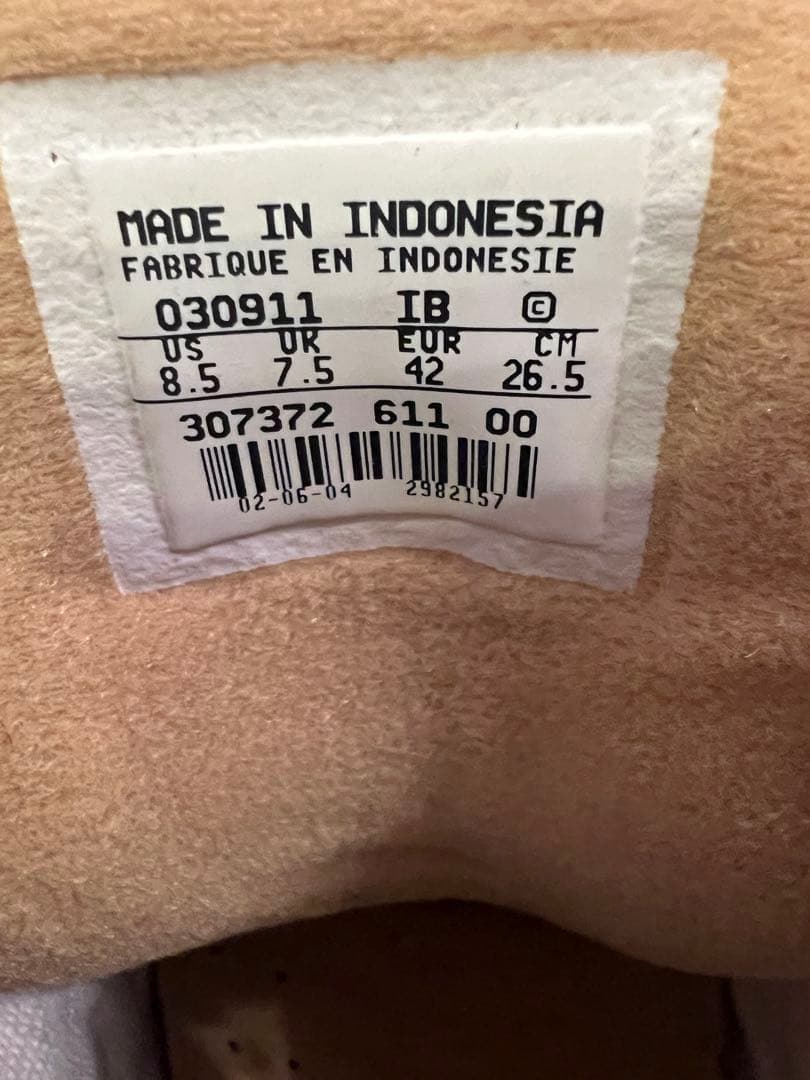 MADE IN INDONESIA
FABRIQUE EN INDONESIE
030911 IB ©
US UK EUR CM
8.5 7.5 42 26.5
307372 611 00
02-06-04 2982157